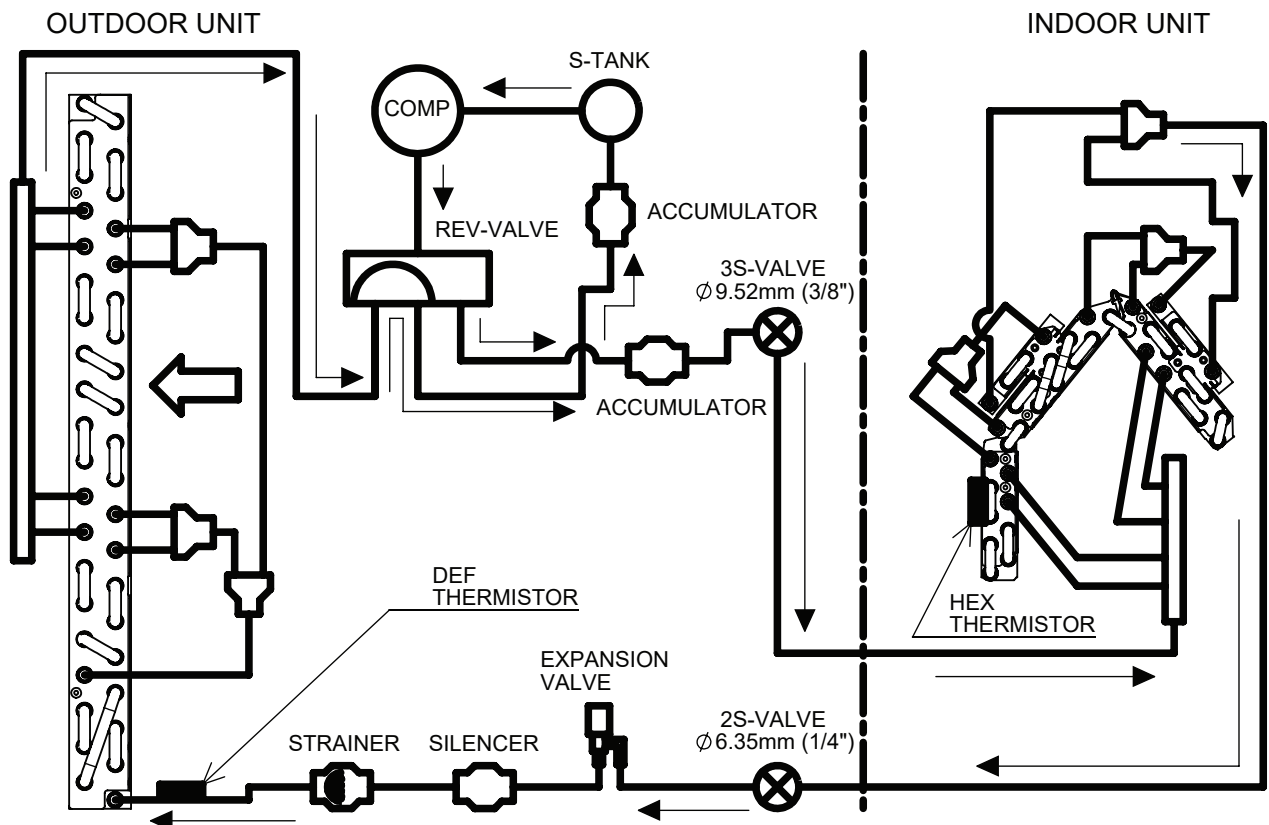 OUTDOOR UNIT
INDOOR UNIT
S-TANK
COMP
ACCUMULATOR
REV-VALVE
3S-VALVE
Ø9.52mm (3/8")
ACCUMULATOR
DEF
THERMISTOR
HEX
THERMISTOR
EXPANSION
VALVE
STRAINER
SILENCER
2S-VALVE
Ø6.35mm (1/4")